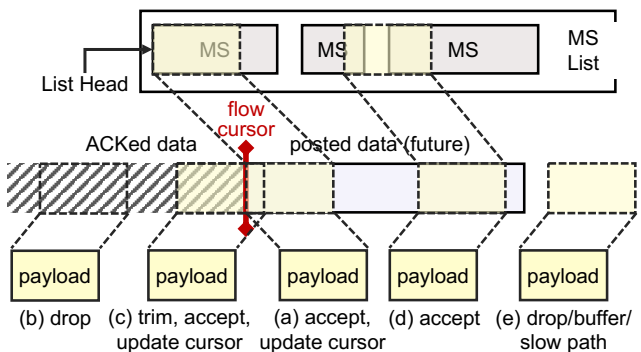 MS
MS
MS
MS
List
List Head
flow
cursor
ACKed data
posted data (future)
payload
payload
payload
payload
payload
(b) drop
(c) trim, accept,
update cursor
(a) accept,
update cursor
(d) accept
(e) drop/buffer/
slow path